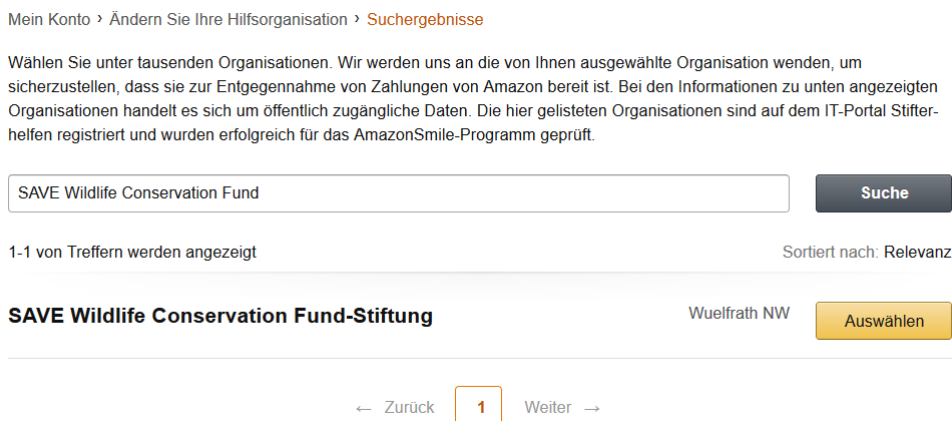 Mein Konto › Ändern Sie Ihre Hilfsorganisation › Suchergebnisse
Wählen Sie unter tausenden Organisationen. Wir werden uns an die von Ihnen ausgewählte Organisation wenden, um
sicherzustellen, dass sie zur Entgegennahme von Zahlungen von Amazon bereit ist. Bei den Informationen zu unten angezeigten
Organisationen handelt es sich um öffentlich zugängliche Daten. Die hier gelisteten Organisationen sind auf dem IT-Portal Stifter-
helfen registriert und wurden erfolgreich für das AmazonSmile-Programm geprüft.
SAVE Wildlife Conservation Fund Suche
1-1 von Treffern werden angezeigt Sortiert nach: Relevanz
SAVE Wildlife Conservation Fund-Stiftung Wuelfrath NW Auswählen
← Zurück 1 Weiter →